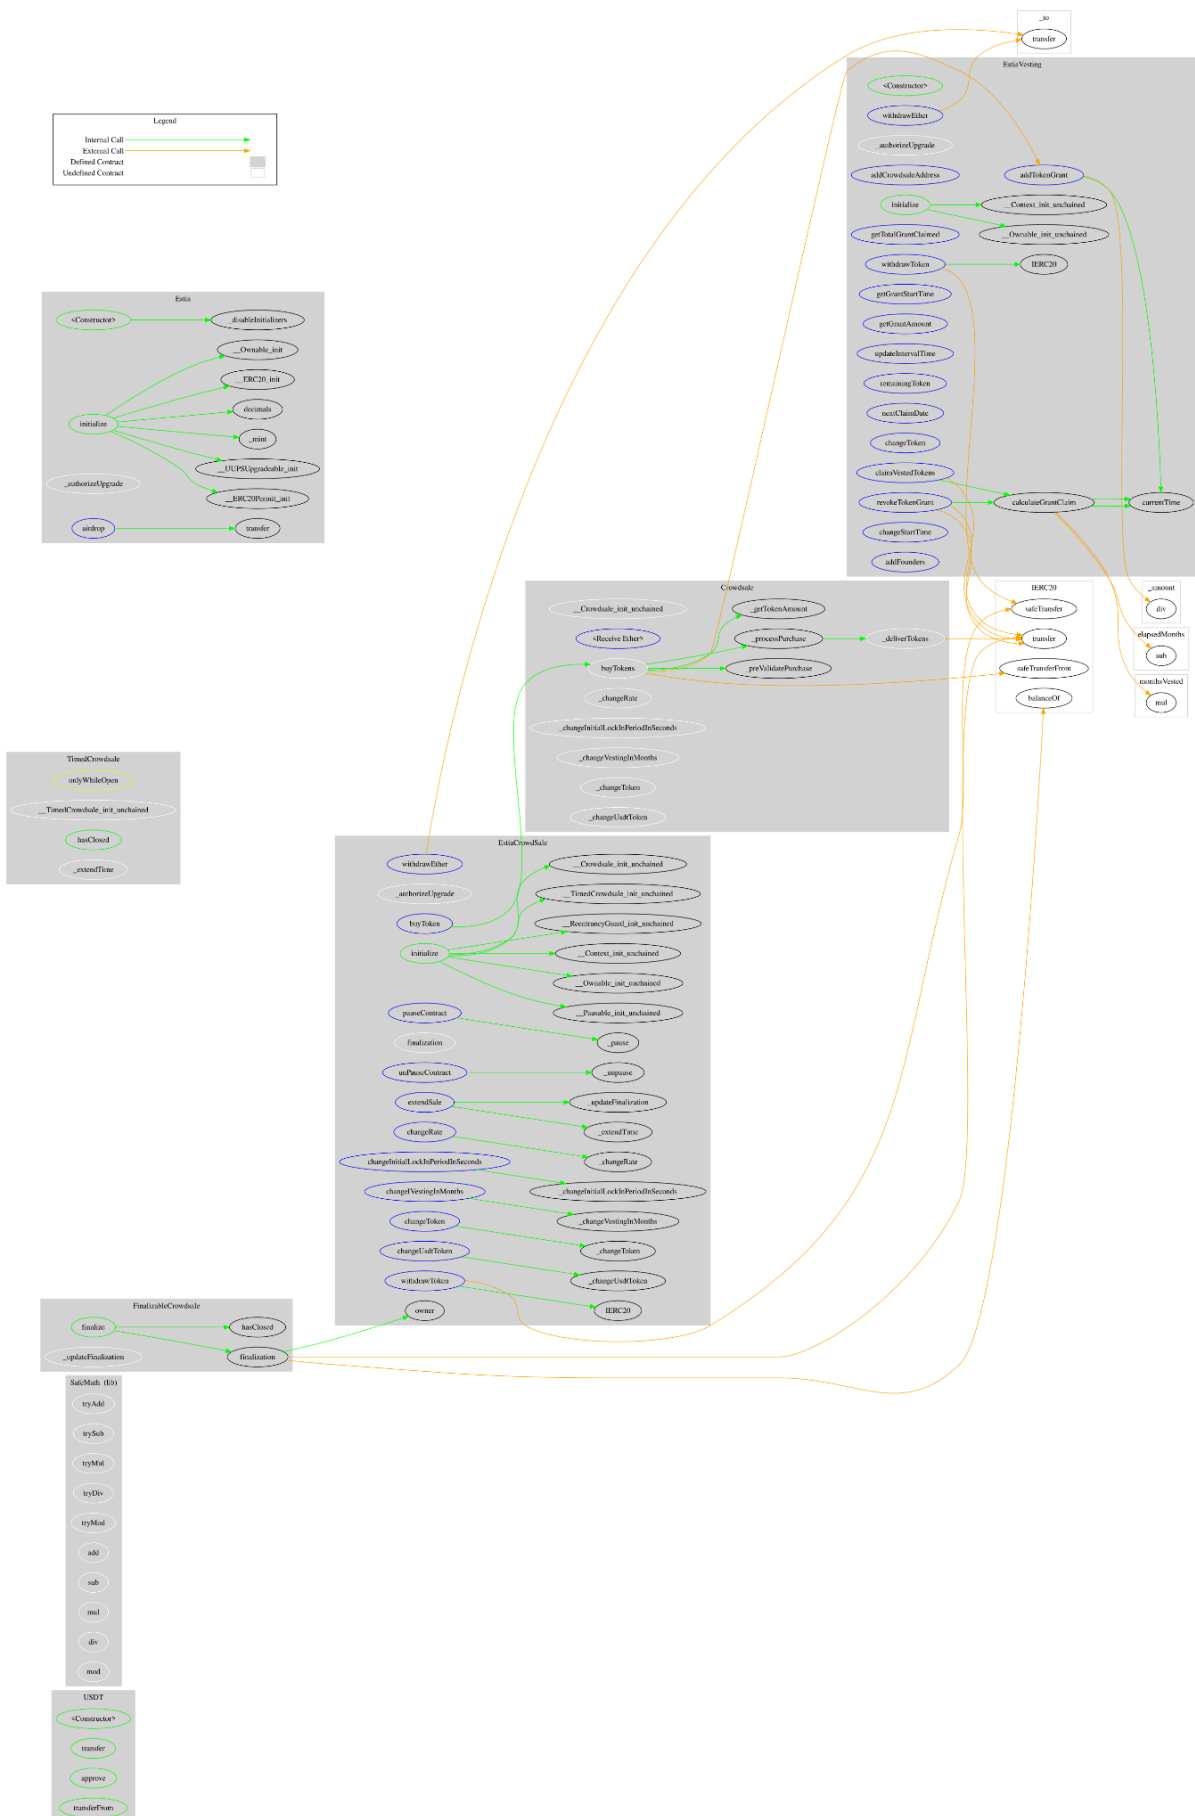 _to
transfer
EstiaVesting
<Constructor>
withdrawEther
_authorizeUpgrade
addCrowdsaleAddress
addTokenGrant
initialize
__Context_init_unchained
getTotalGrantClaimed
__Ownable_init_unchained
withdrawToken
IERC20
getGrantStartTime
getGrantAmount
updateIntervalTime
remainingToken
nextClaimDate
changeToken
claimVestedTokens
revokeTokenGrant
calculateGrantClaim
currentTime
changeStartTime
addFounders
Legend
Internal Call
External Call
Defined Contract
Undefined Contract
Estia
<Constructor>
_disableInitializers
__Ownable_init
__ERC20_init
decimals
initialize
_mint
__UUPSUpgradeable_init
_authorizeUpgrade
__ERC20Permit_init
airdrop
transfer
Crowdsale
__Crowdsale_init_unchained
_getTokenAmount
<Receive Ether>
_processPurchase
_deliverTokens
buyTokens
_preValidatePurchase
_changeRate
_changeInitialLockInPeriodInSeconds
_changeVestingInMonths
_changeToken
_changeUsdtToken
IERC20
safeTransfer
transfer
safeTransferFrom
balanceOf
_amount
div
elapsedMonths
sub
monthsVested
mul
TimedCrowdsale
onlyWhileOpen
__TimedCrowdsale_init_unchained
hasClosed
_extendTime
EstiaCrowdSale
withdrawEther
__Crowdsale_init_unchained
_authorizeUpgrade
__TimedCrowdsale_init_unchained
buyToken
__ReentrancyGuard_init_unchained
initialize
__Context_init_unchained
__Ownable_init_unchained
pauseContract
__Pausable_init_unchained
finalization
_pause
unPauseContract
_unpause
extendSale
_updateFinalization
changeRate
_extendTime
changeInitialLockInPeriodInSeconds
_changeRate
changeIVestingInMonths
_changeInitialLockInPeriodInSeconds
changeToken
_changeVestingInMonths
changeUsdtToken
_changeToken
withdrawToken
_changeUsdtToken
owner
IERC20
FinalizableCrowdsale
finalize
hasClosed
_updateFinalization
finalization
SafeMath (lib)
tryAdd
trySub
tryMul
tryDiv
tryMod
add
sub
mul
div
mod
USDT
<Constructor>
transfer
approve
transferFrom